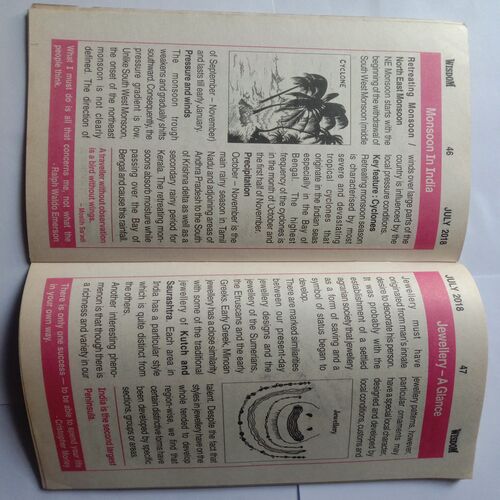 WISDOM
46
JULY 2018
Monsoon In India
Retreating Monsoon /
North East Monsoon
NE Monsoon starts with the
beginning of the withdrawal of
South West Monsoon (middle
CYCLONE
of September – November)
and lasts till early January.
Pressure and winds
The monsoon trough
weakens and gradually shifts
southward. Consequently, the
pressure gradient is low.
Unlike South West Monsoon,
the onset of the northeast
monsoon is not clearly
defined. The direction of
winds over large parts of the
country is influenced by the
local pressure conditions.
Key feature : Cyclones
Retreating monsoon season
is characterised by most
severe and devastating
tropical cyclones that
originate in the Indian seas
especially in the Bay of
Bengal. The highest
frequency of the cyclones is
in the month of October and
the first half of November.
Precipitation
October – November is the
main rainy season in Tamil
Nadu and adjoining areas of
Andhra Pradesh to the South
of Krishna delta as well as a
secondary rainy period for
Kerala. The retreating mon-
soons absorb moisture while
passing over the Bay of
Bengal and cause this rainfall.
A traveller without observation
is a bird without wings.
What I must do is all that concerns me, not what the
people think.
- Ralph Waldo Emerson
JULY 2018
47
WISDOM
Jewellery – A Glance
Jewellery must have
originated from man's innate
desire to decorate his person.
It was probably with the
establishment of a settled
agrarian society that jewellery
as a form of saving and a
symbol of status began to
develop.
There are marked similarities
between our present-day
jewellery designs and the
jewellery of the Sumerians,
the Etruscans and the early
Greeks. Early Greek, Minoan
jewellery has a close similarity
with some of the traditional
jewellery of Kutch and
Saurashtra. Each area in
India has a particular style
which is quite distinct from
the others.
Another interesting pheno-
menon is that though there is
a richness and variety in our
jewellery patterns, however,
particular ornaments may
have a special local character,
designed and developed by
local conditions, customs and
Jewellery
talent. Despite the fact that
styles in jewellery have on the
whole tended to develop
region-wise, we find that
certain distinctive forms have
been developed by specific
sections, groups or areas
India is the second largest
Peninsula.
There is only one success — to be able to spend your life
in your own way.
- Cristopher Morley